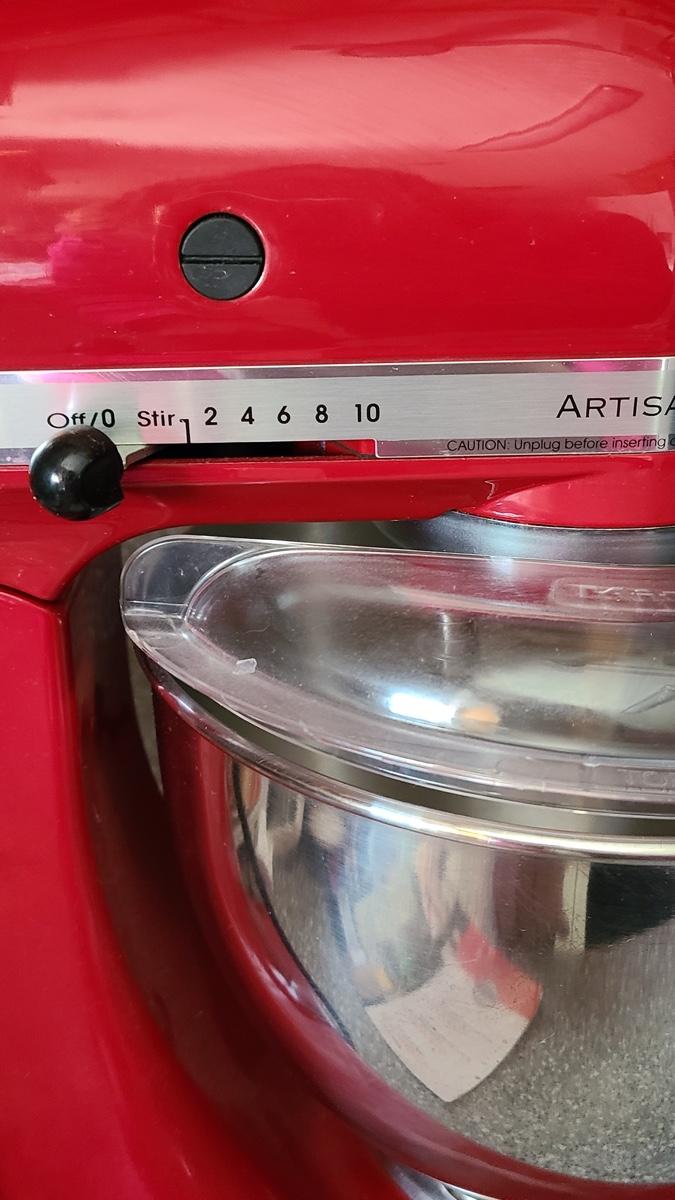 Off/0 Stir 2 4 6 8 10
ARTISA
CAUTION: Unplug before inserting